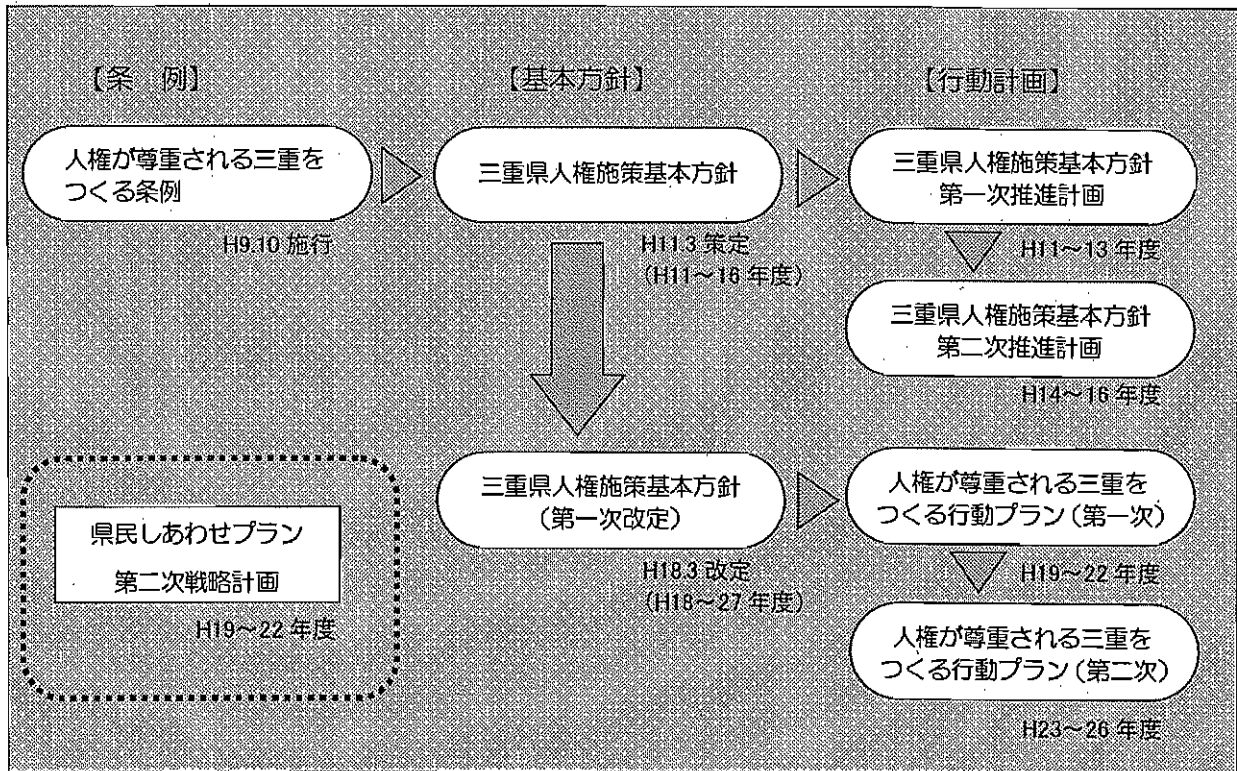 【条　例】
【基本方針】
【行動計画】
人権が尊重される三重を
つくる条例
H9.10 施行
三重県人権施策基本方針
H11.3 策定
（H11～16 年度）
三重県人権施策基本方針
第一次推進計画
H11～13 年度
三重県人権施策基本方針
第二次推進計画
H14～16 年度
県民しあわせプラン
第二次戦略計画
H19～22 年度
三重県人権施策基本方針
（第一次改定）
H18.3 改定
（H18～27 年度）
人権が尊重される三重を
つくる行動プラン（第一次）
H19～22 年度
人権が尊重される三重を
つくる行動プラン（第二次）
H23～26 年度